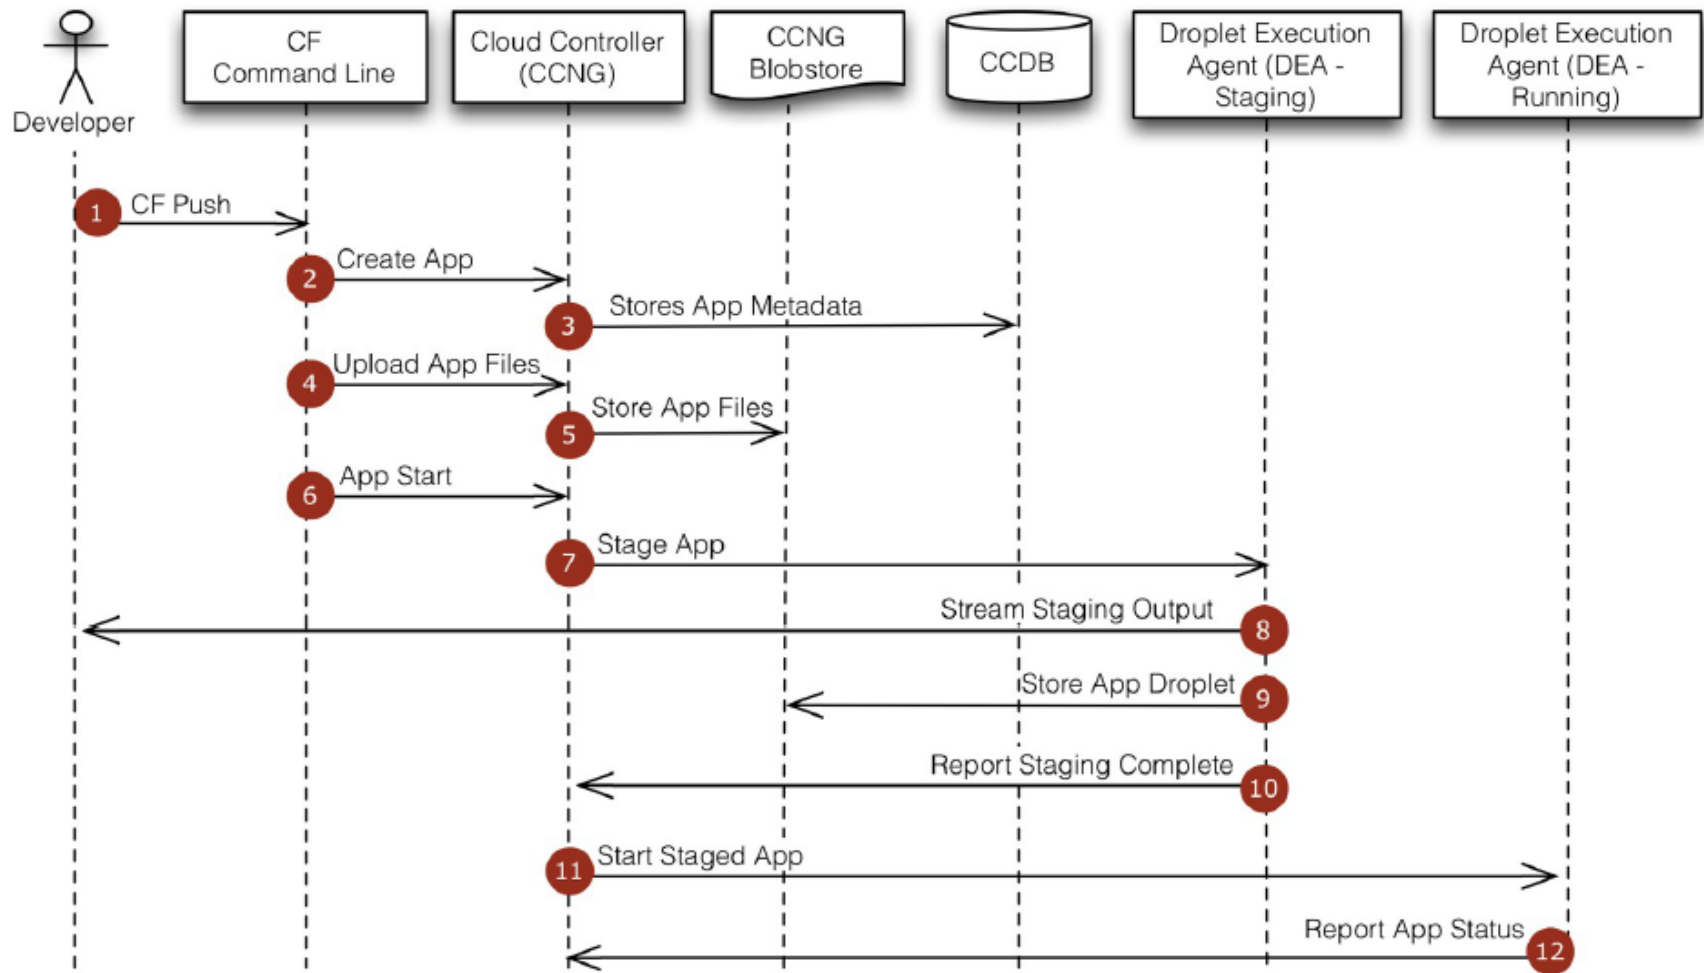 CF
Command Line
Cloud Controller
(CCNG)
CCNG
Blobstore
CCDB
Droplet Execution
Agent (DEA -
Staging)
Droplet Execution
Agent (DEA -
Running)
Developer
1 CF Push
2 Create App
3 Stores App Metadata
4 Upload App Files
5 Store App Files
6 App Start
7 Stage App
Stream Staging Output 8
Store App Droplet 9
Report Staging Complete 10
11 Start Staged App
Report App Status 12